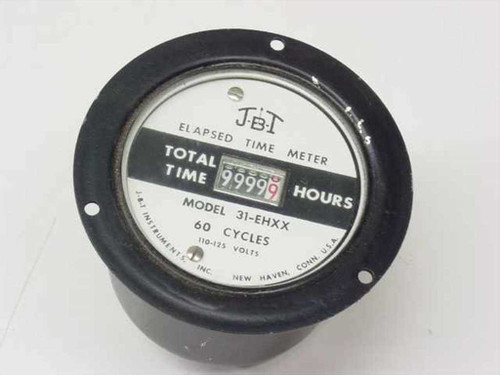 J-B-T
ELAPSED TIME METER
TOTAL TIME 99999 HOURS
MODEL 31-EHXX
60 CYCLES
110-125 VOLTS
J-B-T INSTRUMENTS, INC. NEW HAVEN, CONN. U.S.A.